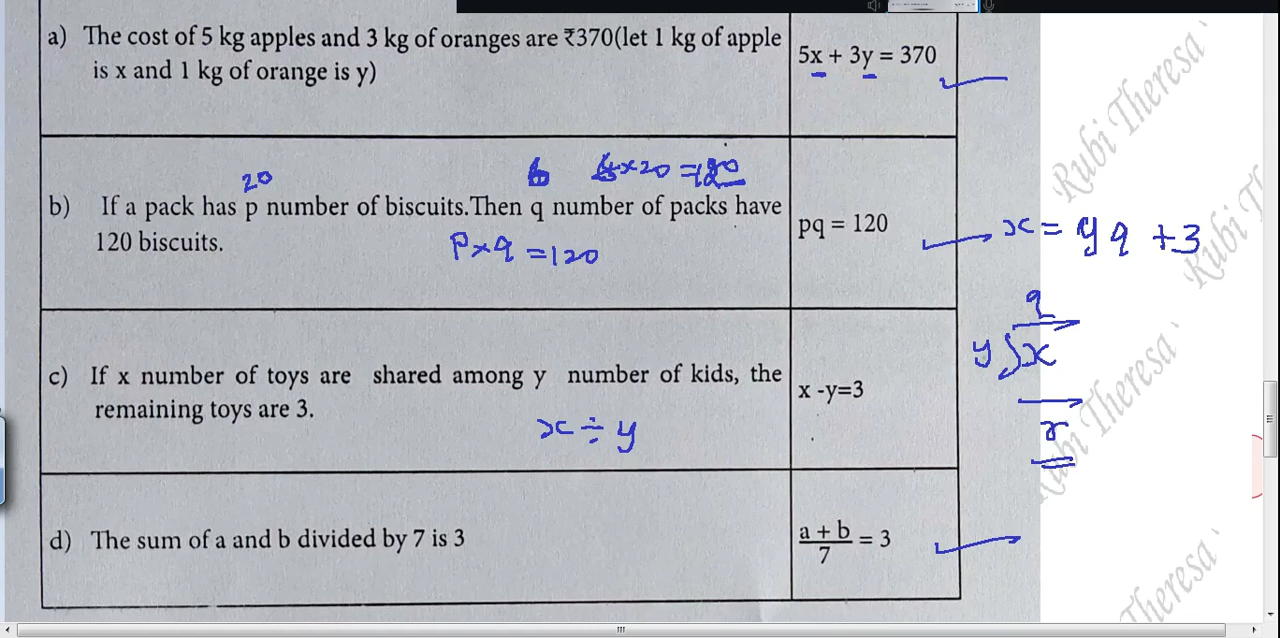 a) The cost of 5 kg apples and 3 kg of oranges are ₹370(let 1 kg of apple
is x and 1 kg of orange is y)
5x + 3y = 370
20
6 6×20 =120
b) If a pack has p number of biscuits.Then q number of packs have
120 biscuits.
P×q =120
pq = 120
x = yq +3
q
y)x
r
c) If x number of toys are shared among y number of kids, the
remaining toys are 3.
x÷y
x -y=3
d) The sum of a and b divided by 7 is 3
a + b
7
= 3
Rubi Theresa
Rubi Theresa
Rubi Theresa
Theresa